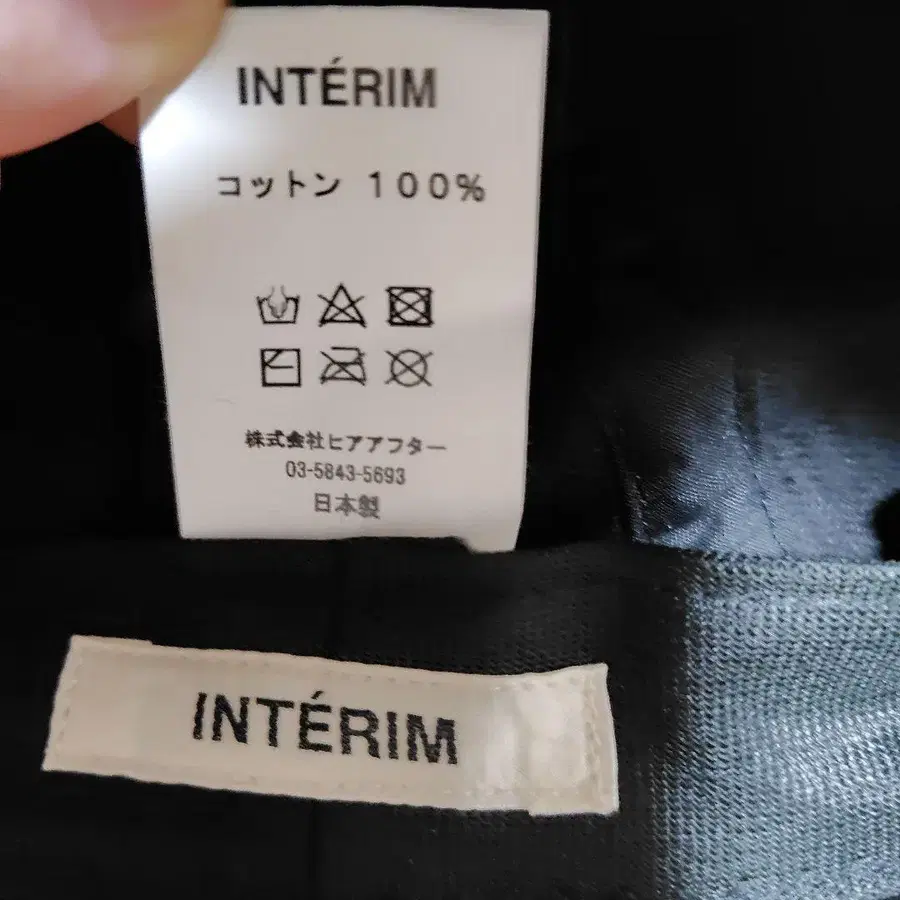 INTÉRIM
コットン 100%
株式会社ヒアアフター
03-5843-5693
日本製
INTÉRIM